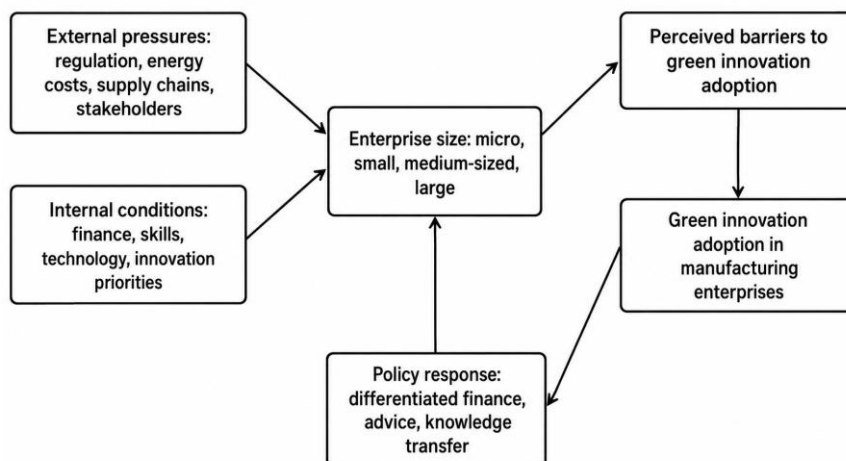 External pressures:
regulation, energy
costs, supply chains,
stakeholders
Internal conditions:
finance, skills,
technology, innovation
priorities
Enterprise size: micro,
small, medium-sized,
large
Perceived barriers to
green innovation
adoption
Green innovation
adoption in
manufacturing
enterprises
Policy response:
differentiated finance,
advice, knowledge
transfer